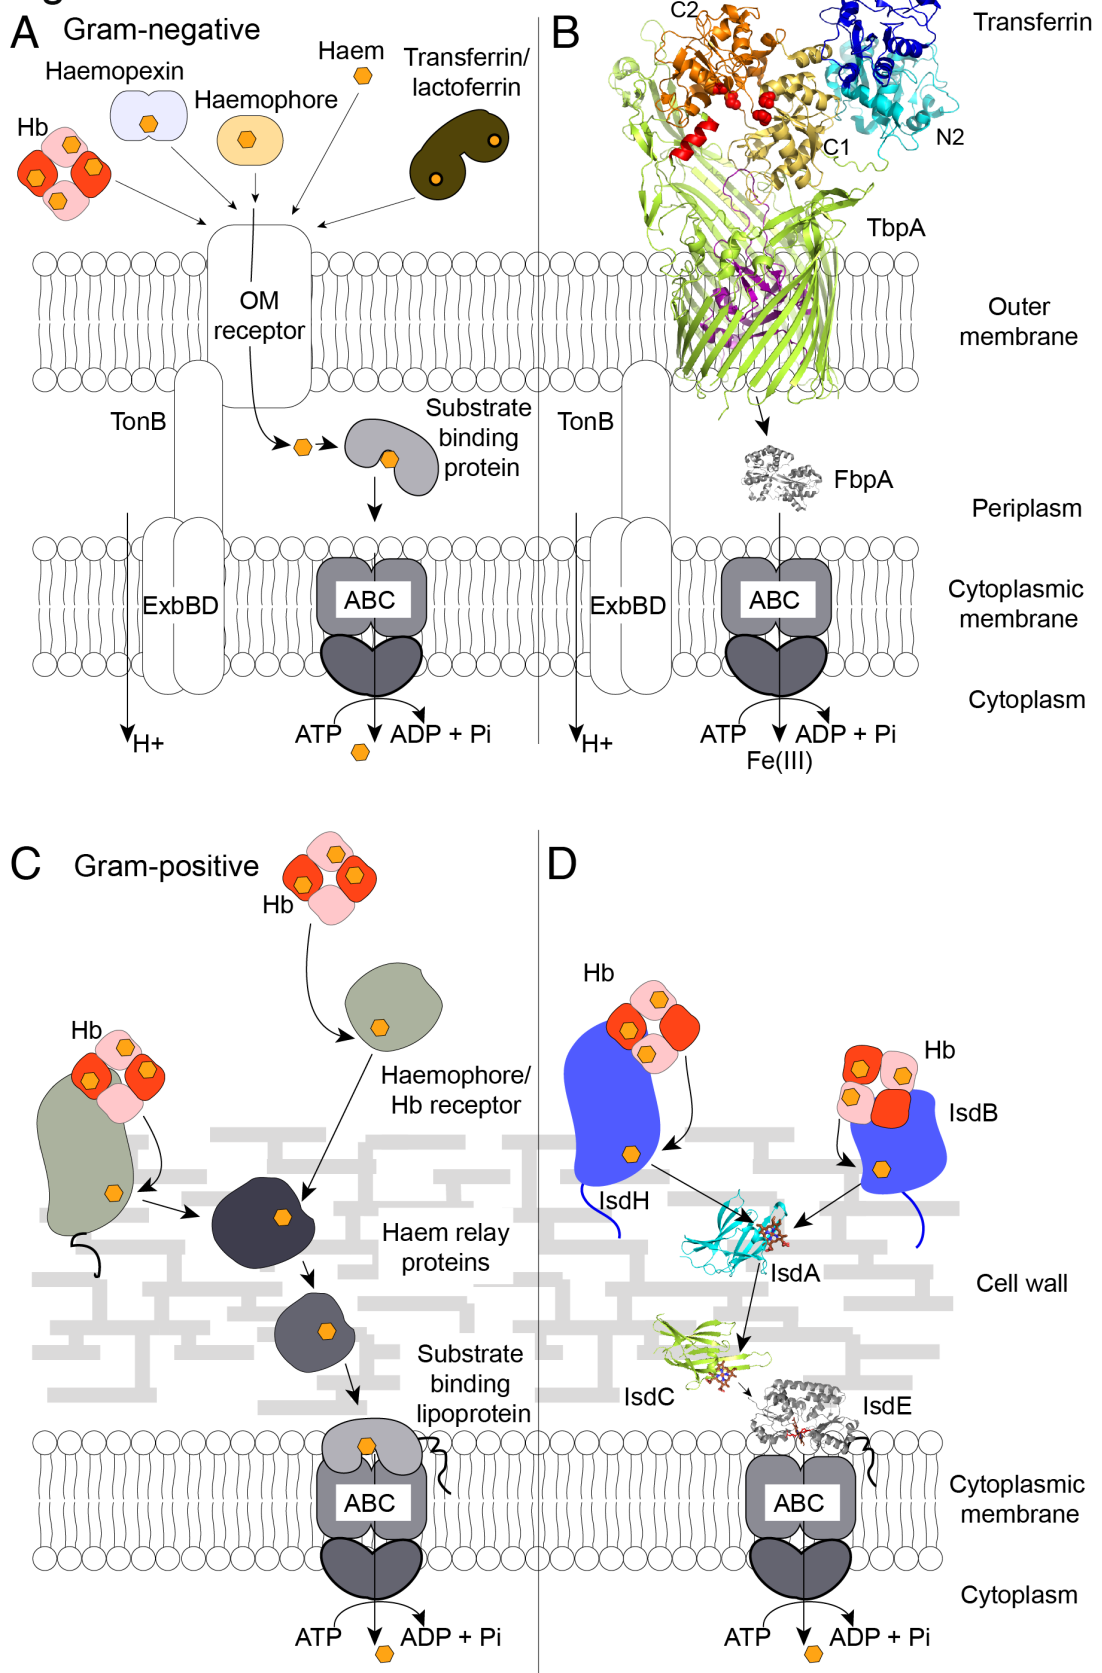 A
Gram-negative
Haemopexin
Haemophore
Haem
Transferrin/
lactoferrin
Hb
OM
receptor
TonB
Substrate
binding
protein
ExbBD
ABC
ATP
ADP + Pi
H+
B
C2
Transferrin
N2
C1
TbpA
Outer
membrane
TonB
FbpA
Periplasm
ExbBD
ABC
Cytoplasmic
membrane
Cytoplasm
ATP
ADP + Pi
H+
Fe(III)
C
Gram-positive
Hb
Hb
Haemophore/
Hb receptor
Haem relay
proteins
Substrate
binding
lipoprotein
ABC
ATP
ADP + Pi
D
Hb
Hb
IsdB
IsdH
IsdA
Cell wall
IsdC
IsdE
ABC
Cytoplasmic
membrane
Cytoplasm
ATP
ADP + Pi